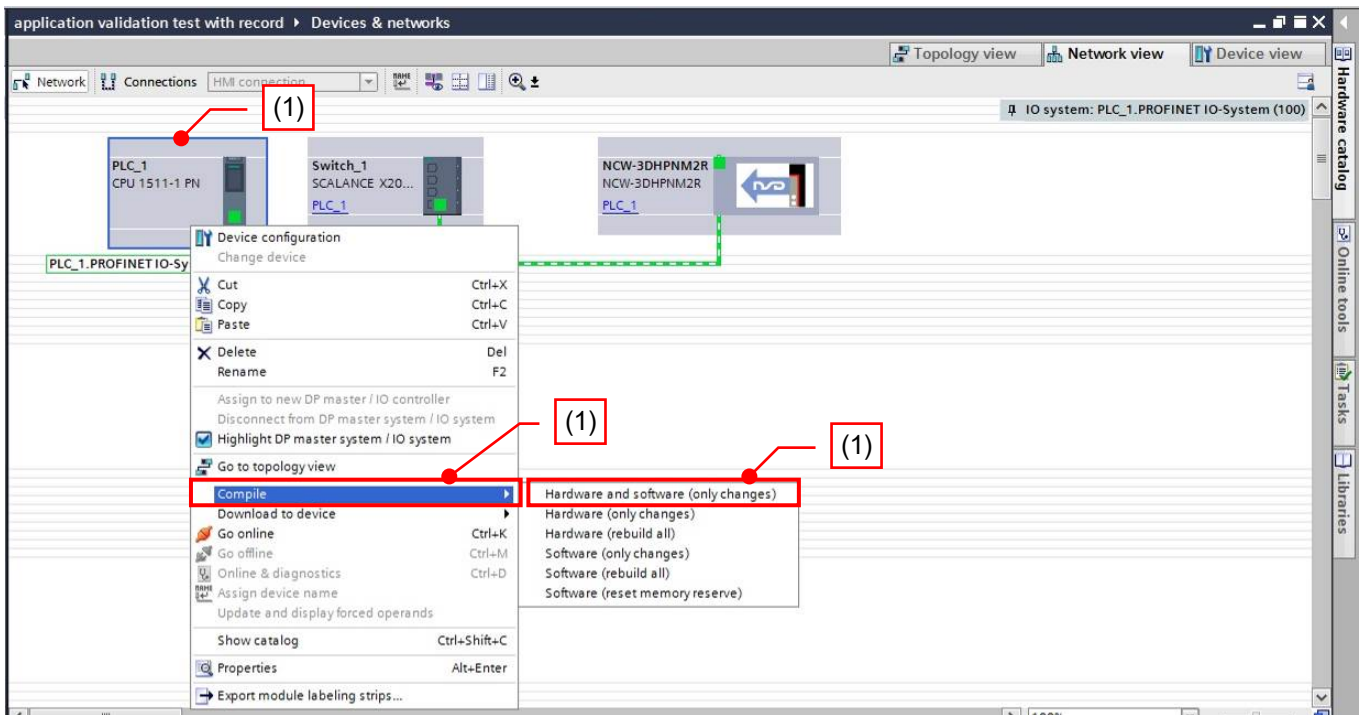 application validation test with record ▸ Devices & networks
Topology view Network view Device view
Network Connections HMI connection
(1)
IO system: PLC_1.PROFINET IO-System (100)
PLC_1
CPU 1511-1 PN
Switch_1
SCALANCE X20...
PLC_1
NCW-3DHPNM2R
NCW-3DHPNM2R
PLC_1
PLC_1.PROFINET IO-Sy
Device configuration
Change device
Cut Ctrl+X
Copy Ctrl+C
Paste Ctrl+V
Delete Del
Rename F2
Assign to new DP master / IO controller
Disconnect from DP master system / IO system
Highlight DP master system / IO system
Go to topology view
(1)
(1)
Compile
Download to device
Go online Ctrl+K
Go offline Ctrl+M
Online & diagnostics Ctrl+D
Assign device name
Update and display forced operands
Show catalog Ctrl+Shift+C
Properties Alt+Enter
Export module labeling strips...
Hardware and software (only changes)
Hardware (only changes)
Hardware (rebuild all)
Software (only changes)
Software (rebuild all)
Software (reset memory reserve)
Hardware catalog
Online tools
Tasks
Libraries
100%